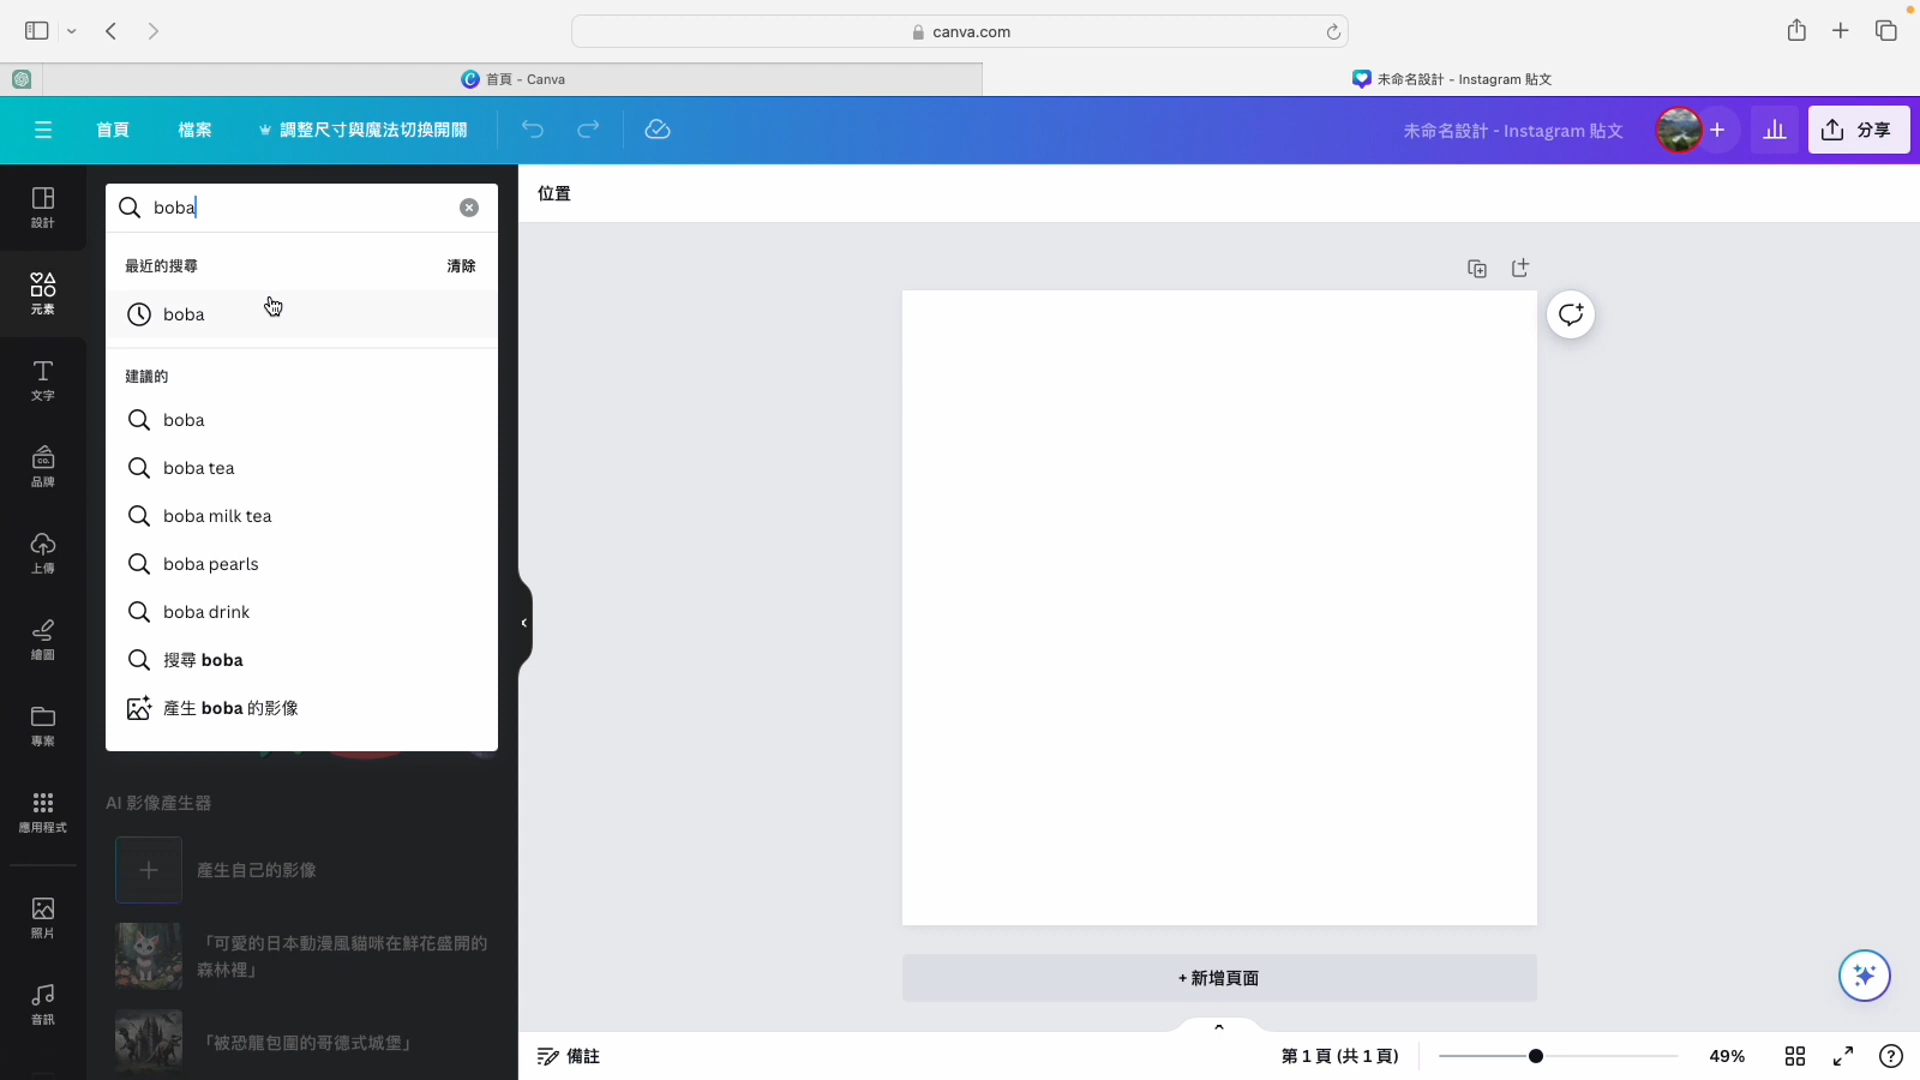 canva.com
首頁 - Canva
未命名設計 - Instagram 貼文
首頁
檔案
調整尺寸與魔法切換開關
未命名設計 - Instagram 貼文
分享
設計
元素
文字
品牌
CO.
上傳
繪圖
專案
應用程式
照片
音訊
boba
最近的搜尋
清除
boba
建議的
boba
boba tea
boba milk tea
boba pearls
boba drink
搜尋 boba
產生 boba 的影像
AI 影像產生器
產生自己的影像
「可愛的日本動漫風貓咪在鮮花盛開的
森林裡」
「被恐龍包圍的哥德式城堡」
位置
+ 新增頁面
備註
第 1 頁 (共 1 頁)
49%